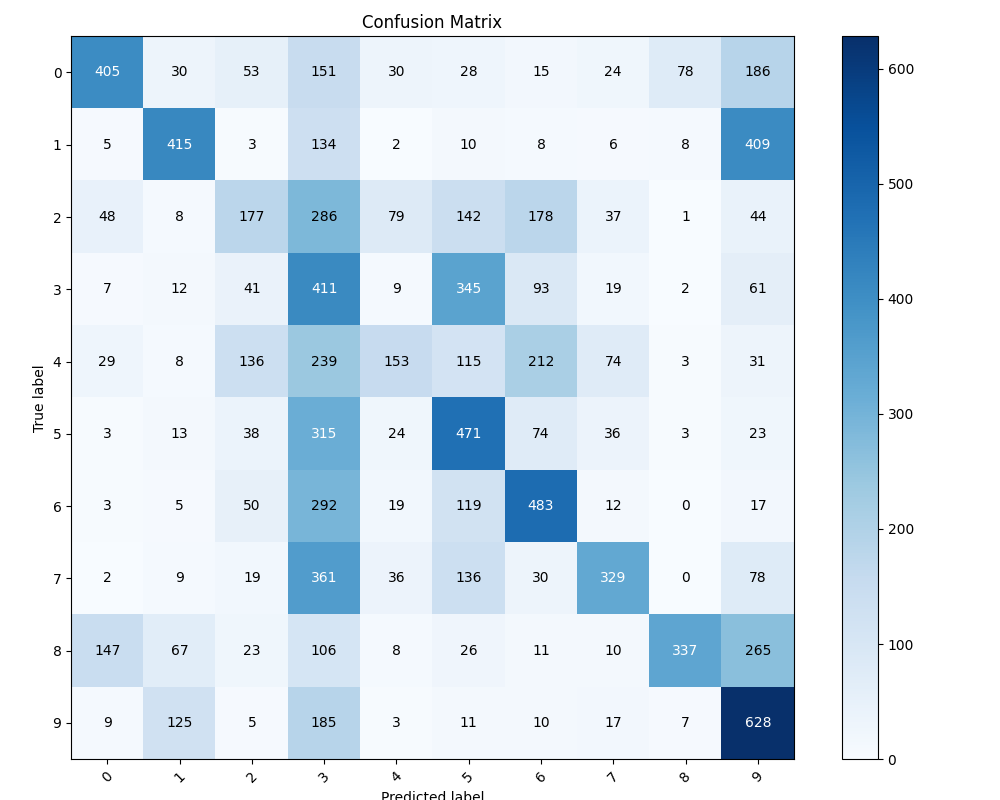 Confusion Matrix
0 405 30 53 151 30 28 15 24 78 186
1 5 415 3 134 2 10 8 6 8 409
2 48 8 177 286 79 142 178 37 1 44
3 7 12 41 411 9 345 93 19 2 61
4 29 8 136 239 153 115 212 74 3 31
5 3 13 38 315 24 471 74 36 3 23
6 3 5 50 292 19 119 483 12 0 17
7 2 9 19 361 36 136 30 329 0 78
8 147 67 23 106 8 26 11 10 337 265
9 9 125 5 185 3 11 10 17 7 628
0 1 2 3 4 5 6 7 8 9
True label
Predicted label
600
500
400
300
200
100
0